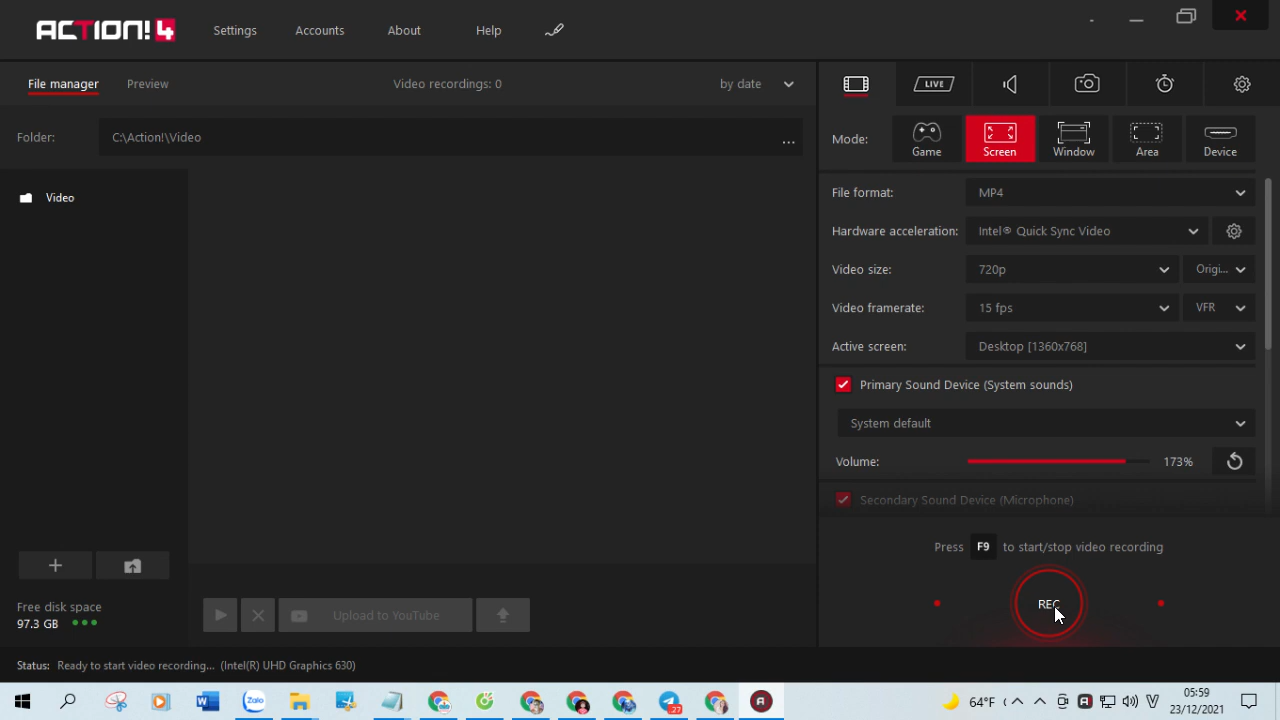 ACTION! 4
Settings
Accounts
About
Help
File manager
Preview
Video recordings: 0
by date
LIVE
Folder:
C:\Action!\Video
...
Mode:
Game
Screen
Window
Area
Device
Video
File format:
MP4
Hardware acceleration:
Intel® Quick Sync Video
Video size:
720p
Origi...
Video framerate:
15 fps
VFR
Active screen:
Desktop [1360x768]
Primary Sound Device (System sounds)
System default
Volume:
173%
Secondary Sound Device (Microphone)
Press F9 to start/stop video recording
REC
Free disk space
97.3 GB
Upload to YouTube
Status: Ready to start video recording... (Intel(R) UHD Graphics 630)
Zalo
27
64°F
05:59
23/12/2021